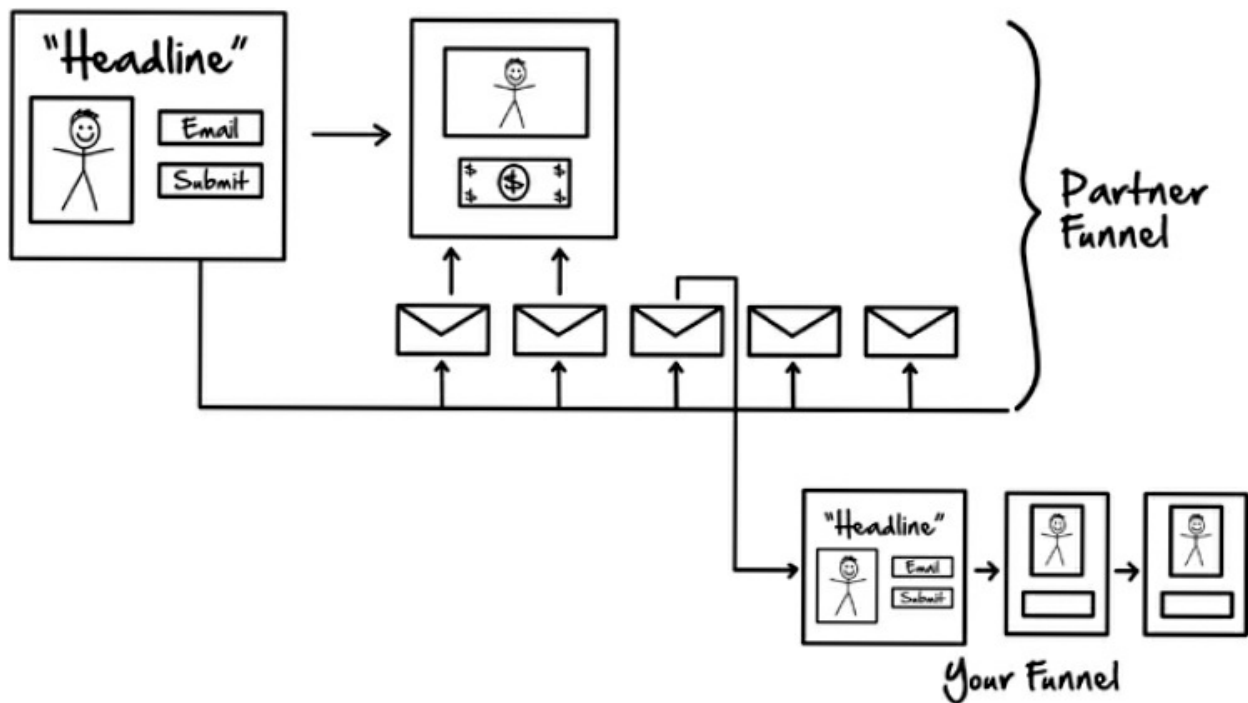 "Headline"
Email
Submit
$ $
$
$ $
Partner
Funnel
"Headline"
Email
Submit
Your Funnel